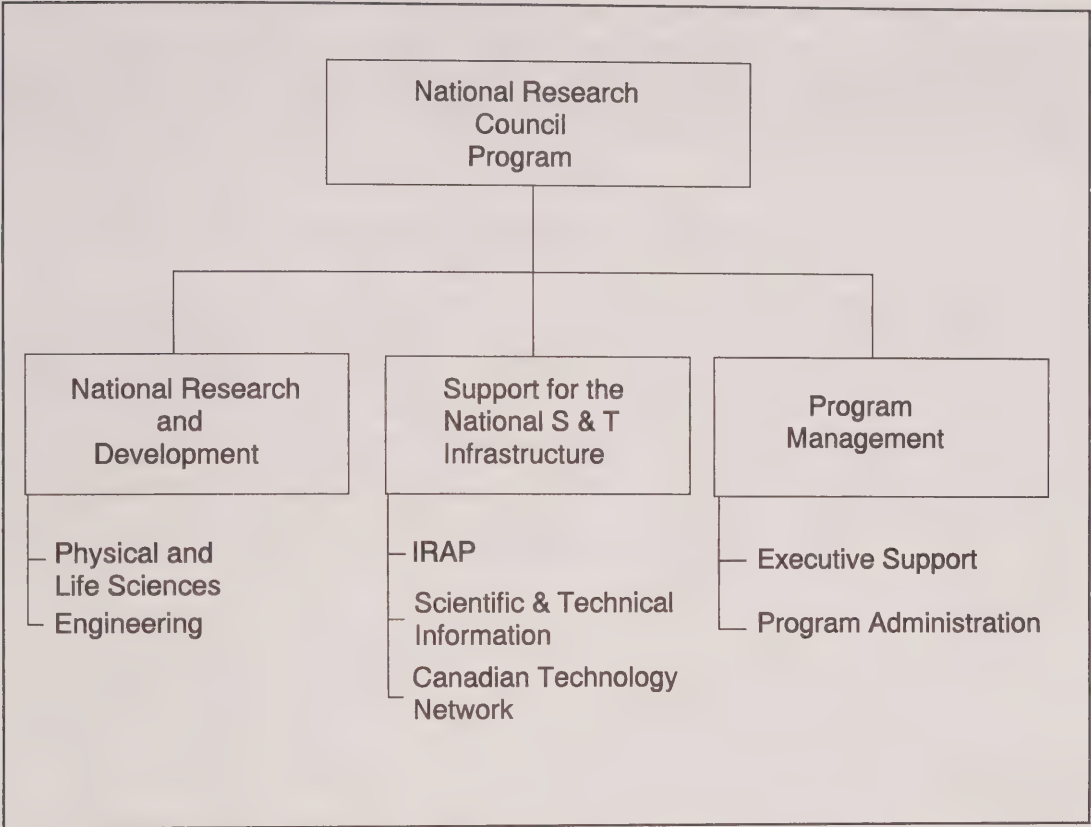 National Research
Council
Program
National Research
and
Development
Support for the
National S & T
Infrastructure
Program
Management
Physical and
Life Sciences
Engineering
IRAP
Scientific & Technical
Information
Canadian Technology
Network
Executive Support
Program Administration